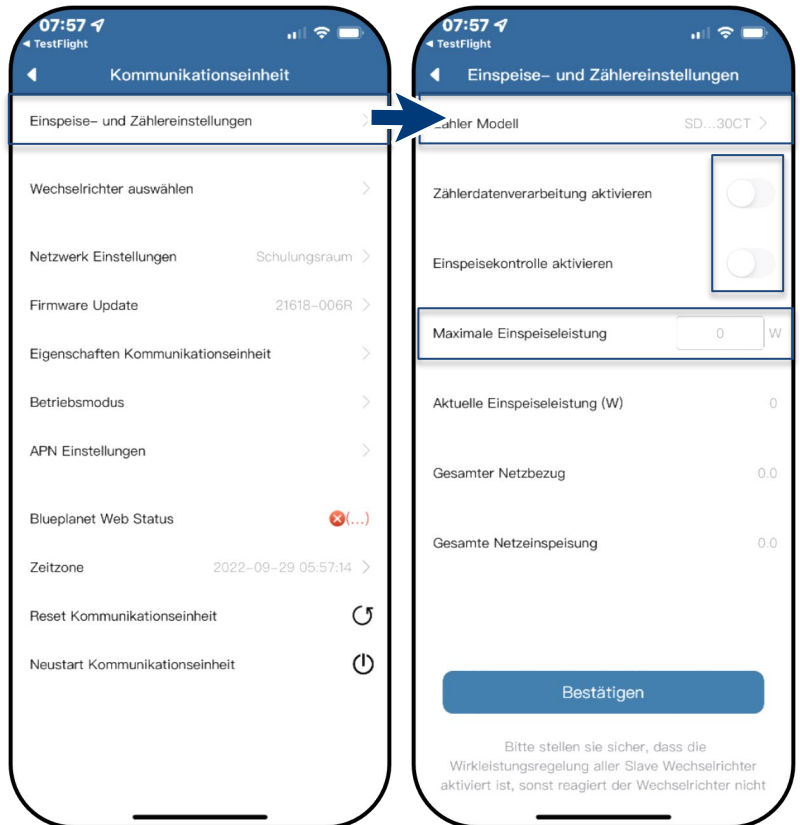 07:57
◀ TestFlight
Kommunikationseinheit
Einspeise– und Zählereinstellungen
Wechselrichter auswählen
Netzwerk Einstellungen Schulungsraum
Firmware Update 21618–006R
Eigenschaften Kommunikationseinheit
Betriebsmodus
APN Einstellungen
Blueplanet Web Status (...)
Zeitzone 2022–09–29 05:57:14
Reset Kommunikationseinheit
Neustart Kommunikationseinheit
07:57
◀ TestFlight
Einspeise– und Zählereinstellungen
Zähler Modell SD...30CT
Zählerdatenverarbeitung aktivieren
Einspeisekontrolle aktivieren
Maximale Einspeiseleistung 0 W
Aktuelle Einspeiseleistung (W) 0
Gesamter Netzbezug 0.0
Gesamte Netzeinspeisung 0.0
Bestätigen
Bitte stellen sie sicher, dass die
Wirkleistungsregelung aller Slave Wechselrichter
aktiviert ist, sonst reagiert der Wechselrichter nicht